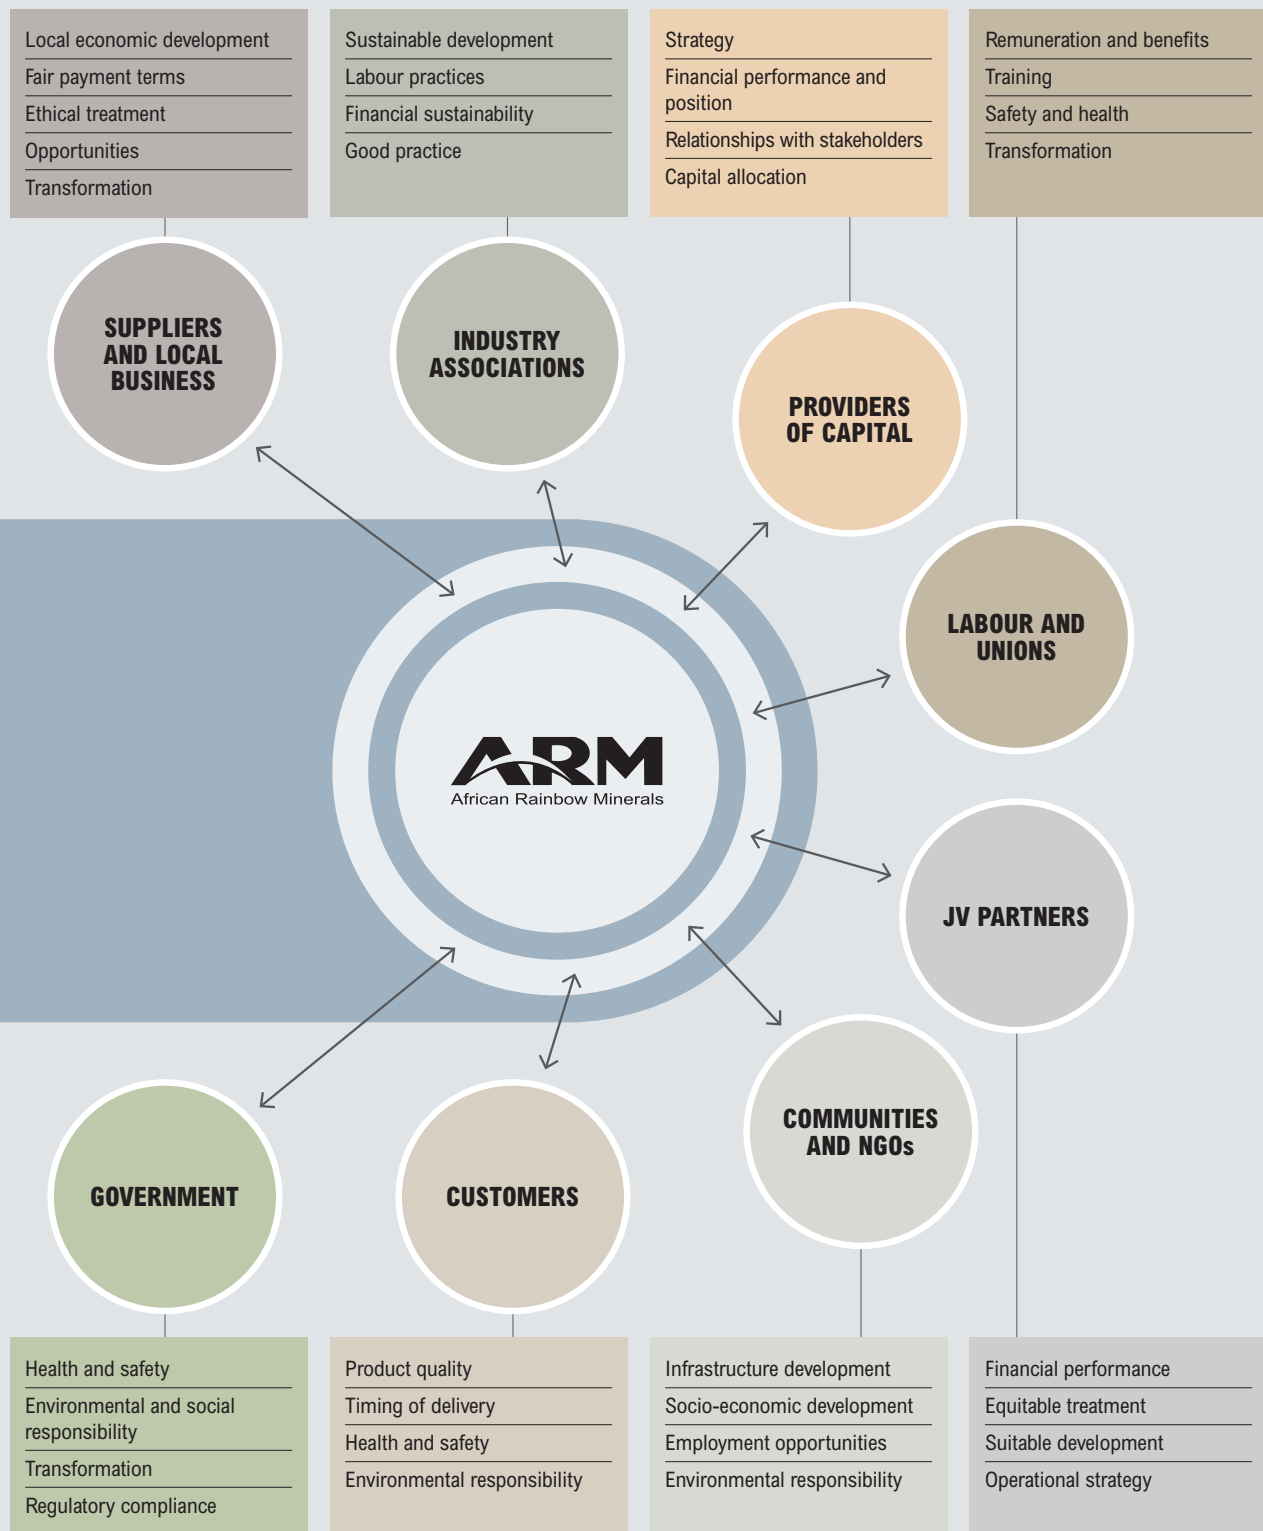 Local economic development
Fair payment terms
Ethical treatment
Opportunities
Transformation
Sustainable development
Labour practices
Financial sustainability
Good practice
Strategy
Financial performance and
position
Relationships with stakeholders
Capital allocation
Remuneration and benefits
Training
Safety and health
Transformation
SUPPLIERS
AND LOCAL
BUSINESS
INDUSTRY
ASSOCIATIONS
PROVIDERS
OF CAPITAL
LABOUR AND
UNIONS
ARM
African Rainbow Minerals
JV PARTNERS
COMMUNITIES
AND NGOs
GOVERNMENT
CUSTOMERS
Health and safety
Environmental and social
responsibility
Transformation
Regulatory compliance
Product quality
Timing of delivery
Health and safety
Environmental responsibility
Infrastructure development
Socio-economic development
Employment opportunities
Environmental responsibility
Financial performance
Equitable treatment
Suitable development
Operational strategy